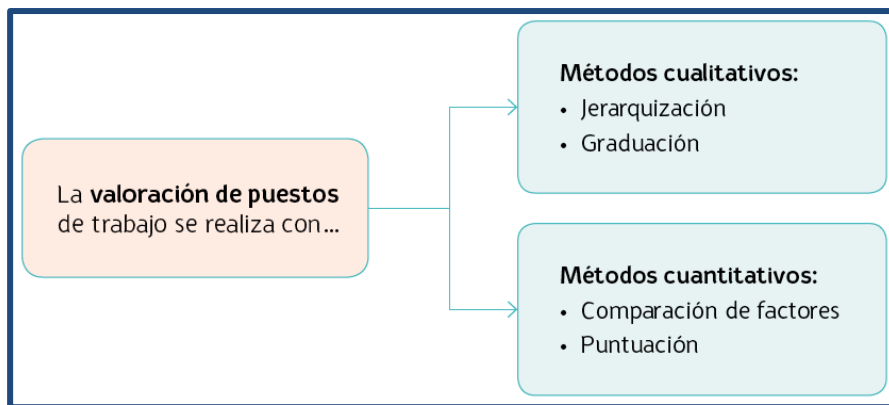 Métodos cualitativos:
• Jerarquización
• Graduación
La valoración de puestos
de trabajo se realiza con...
Métodos cuantitativos:
• Comparación de factores
• Puntuación